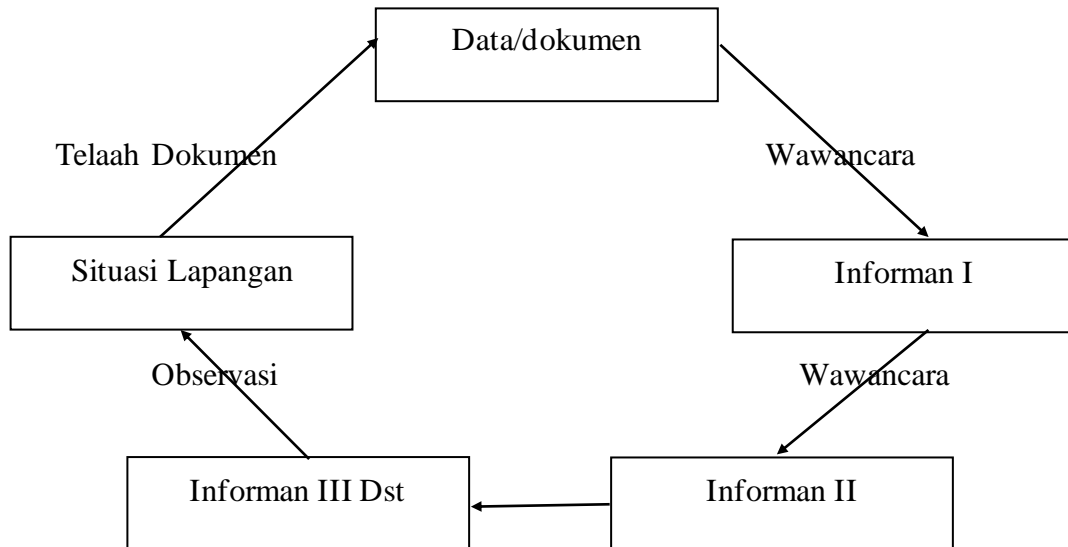 Data/dokumen
Telaah Dokumen
Wawancara
Situasi Lapangan
Informan I
Observasi
Wawancara
Informan III Dst
Informan II